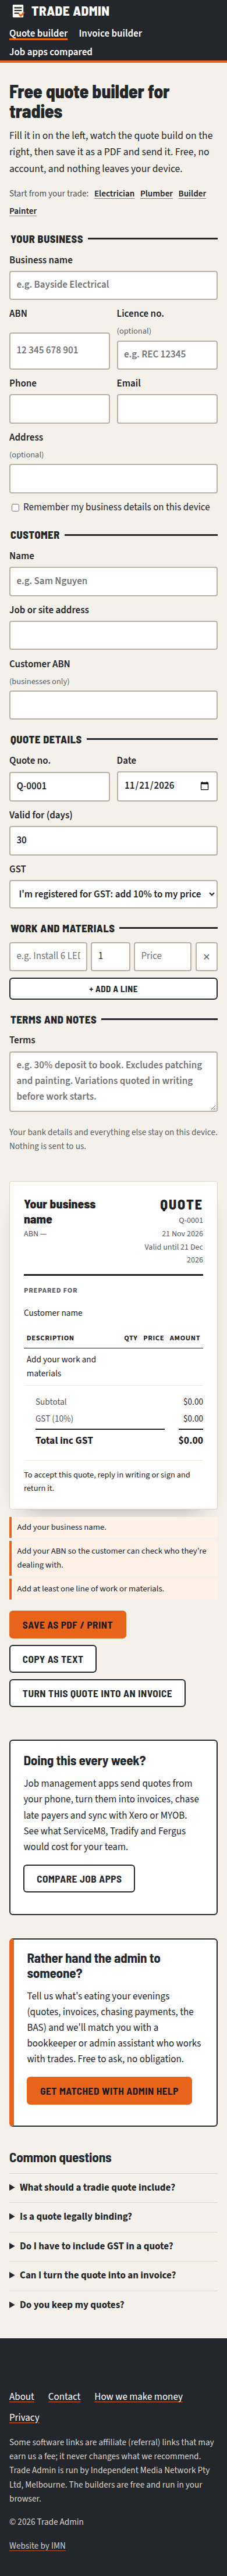 TRADE ADMIN
Quote builder Invoice builder
Job apps compared
Free quote builder for
tradies
Fill it in on the left, watch the quote build on the
right, then save it as a PDF and send it. Free, no
account, and nothing leaves your device.
Start from your trade: Electrician Plumber Builder
Painter
YOUR BUSINESS
Business name
e.g. Bayside Electrical
ABN
Licence no.
(optional)
12 345 678 901
e.g. REC 12345
Phone
Email
Address
(optional)
Remember my business details on this device
CUSTOMER
Name
e.g. Sam Nguyen
Job or site address
Customer ABN
(businesses only)
QUOTE DETAILS
Quote no.
Date
Q-0001
11/21/2026
Valid for (days)
30
GST
I'm registered for GST: add 10% to my price
WORK AND MATERIALS
e.g. Install 6 LED
1
Price
×
+ ADD A LINE
TERMS AND NOTES
Terms
e.g. 30% deposit to book. Excludes patching
and painting. Variations quoted in writing
before work starts.
Your bank details and everything else stay on this device.
Nothing is sent to us.
Your business
name
ABN —
QUOTE
Q-0001
21 Nov 2026
Valid until 21 Dec
2026
PREPARED FOR
Customer name
DESCRIPTION QTY PRICE AMOUNT
Add your work and
materials
Subtotal $0.00
GST (10%) $0.00
Total inc GST $0.00
To accept this quote, reply in writing or sign and
return it.
Add your business name.
Add your ABN so the customer can check who they're
dealing with.
Add at least one line of work or materials.
SAVE AS PDF / PRINT
COPY AS TEXT
TURN THIS QUOTE INTO AN INVOICE
Doing this every week?
Job management apps send quotes from
your phone, turn them into invoices, chase
late payers and sync with Xero or MYOB.
See what ServiceM8, Tradify and Fergus
would cost for your team.
COMPARE JOB APPS
Rather hand the admin to
someone?
Tell us what's eating your evenings
(quotes, invoices, chasing payments, the
BAS) and we'll match you with a
bookkeeper or admin assistant who works
with trades. Free to ask, no obligation.
GET MATCHED WITH ADMIN HELP
Common questions
What should a tradie quote include?
Is a quote legally binding?
Do I have to include GST in a quote?
Can I turn the quote into an invoice?
Do you keep my quotes?
About Contact How we make money
Privacy
Some software links are affiliate (referral) links that may
earn us a fee; it never changes what we recommend.
Trade Admin is run by Independent Media Network Pty
Ltd, Melbourne. The builders are free and run in your
browser.
© 2026 Trade Admin
Website by IMN